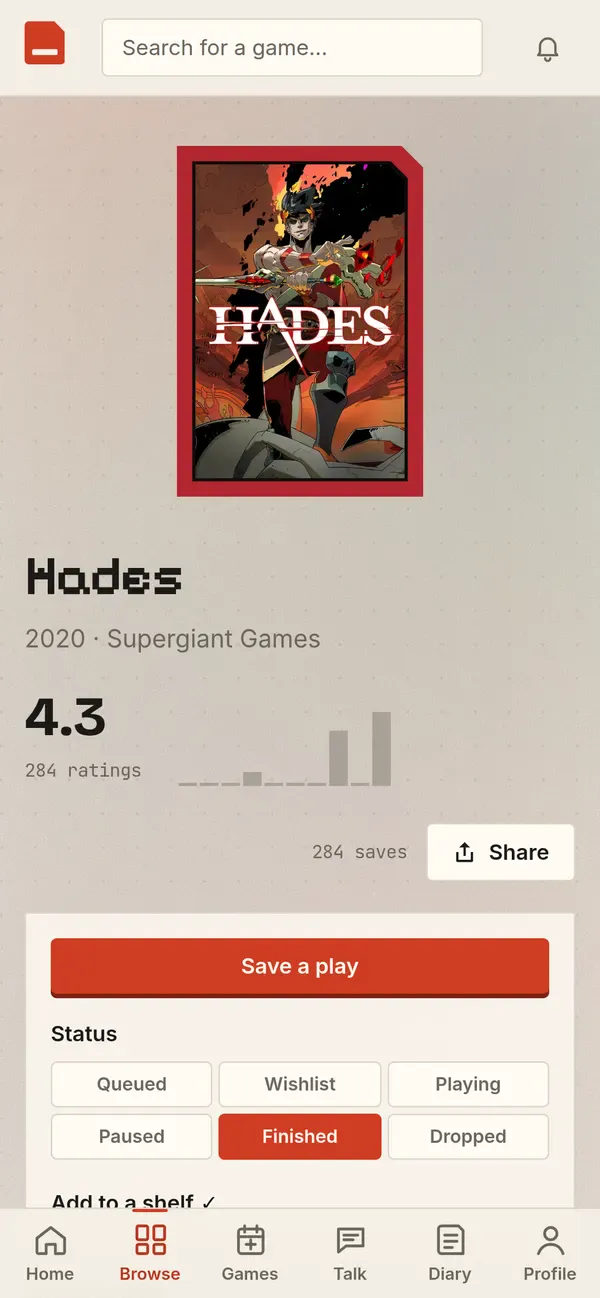 Search for a game...
HADES
Hades
2020 · Supergiant Games
4.3
284 ratings
284 saves
Share
Save a play
Status
Queued
Wishlist
Playing
Paused
Finished
Dropped
Add to a shelf ✓
Home
Browse
Games
Talk
Diary
Profile